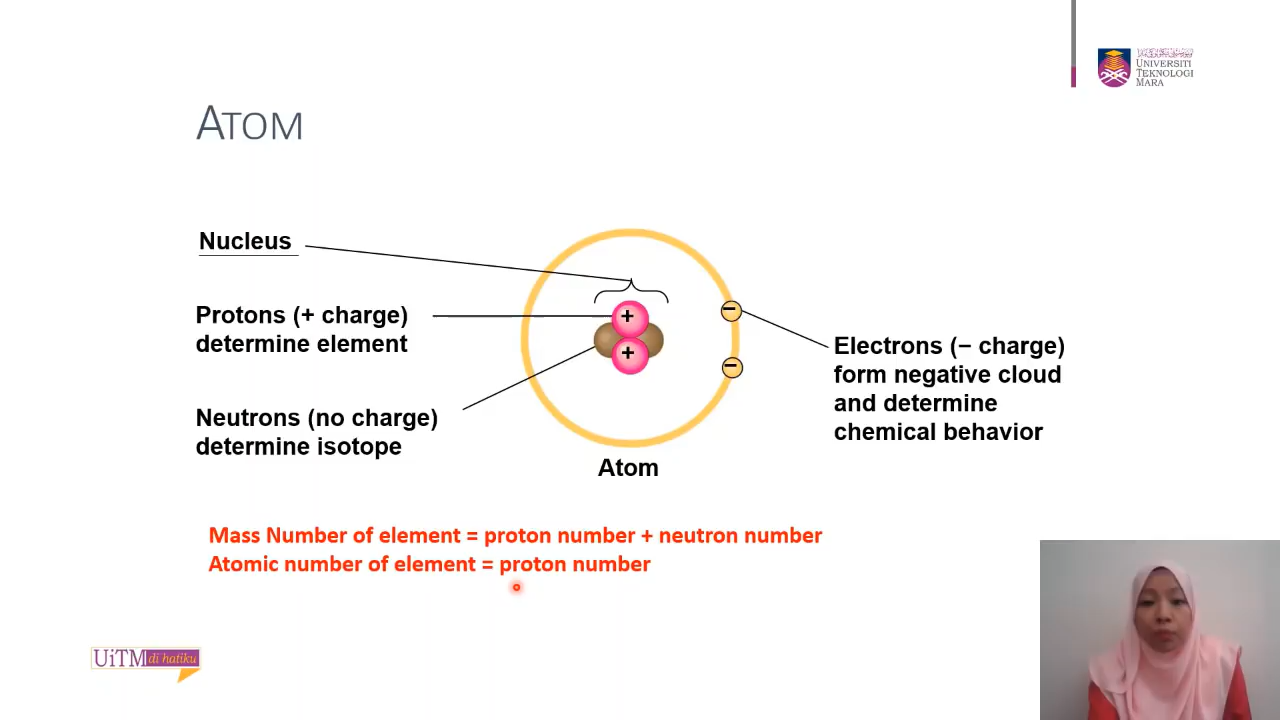 UNIVERSITI
TEKNOLOGI
MARA
ATOM
Nucleus
Protons (+ charge)
determine element
Neutrons (no charge)
determine isotope
+
+
−
−
Electrons (− charge)
form negative cloud
and determine
chemical behavior
Atom
Mass Number of element = proton number + neutron number
Atomic number of element = proton number
UiTM di hatiku